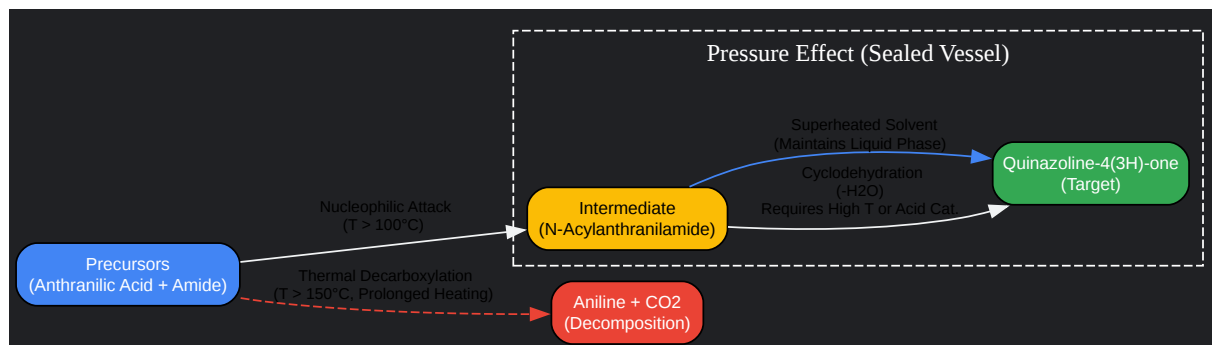 Pressure Effect (Sealed Vessel)
Superheated Solvent
(Maintains Liquid Phase)
Quinazoline-4(3H)-one
(Target)
Cyclodehydration
(-H2O)
Requires High T or Acid Cat.
Nucleophilic Attack
(T > 100°C)
Intermediate
(N-Acylanthranilamide)
Precursors
(Anthranilic Acid + Amide)
Thermal Decarboxylation
(T > 150°C, Prolonged Heating)
Aniline + CO2
(Decomposition)